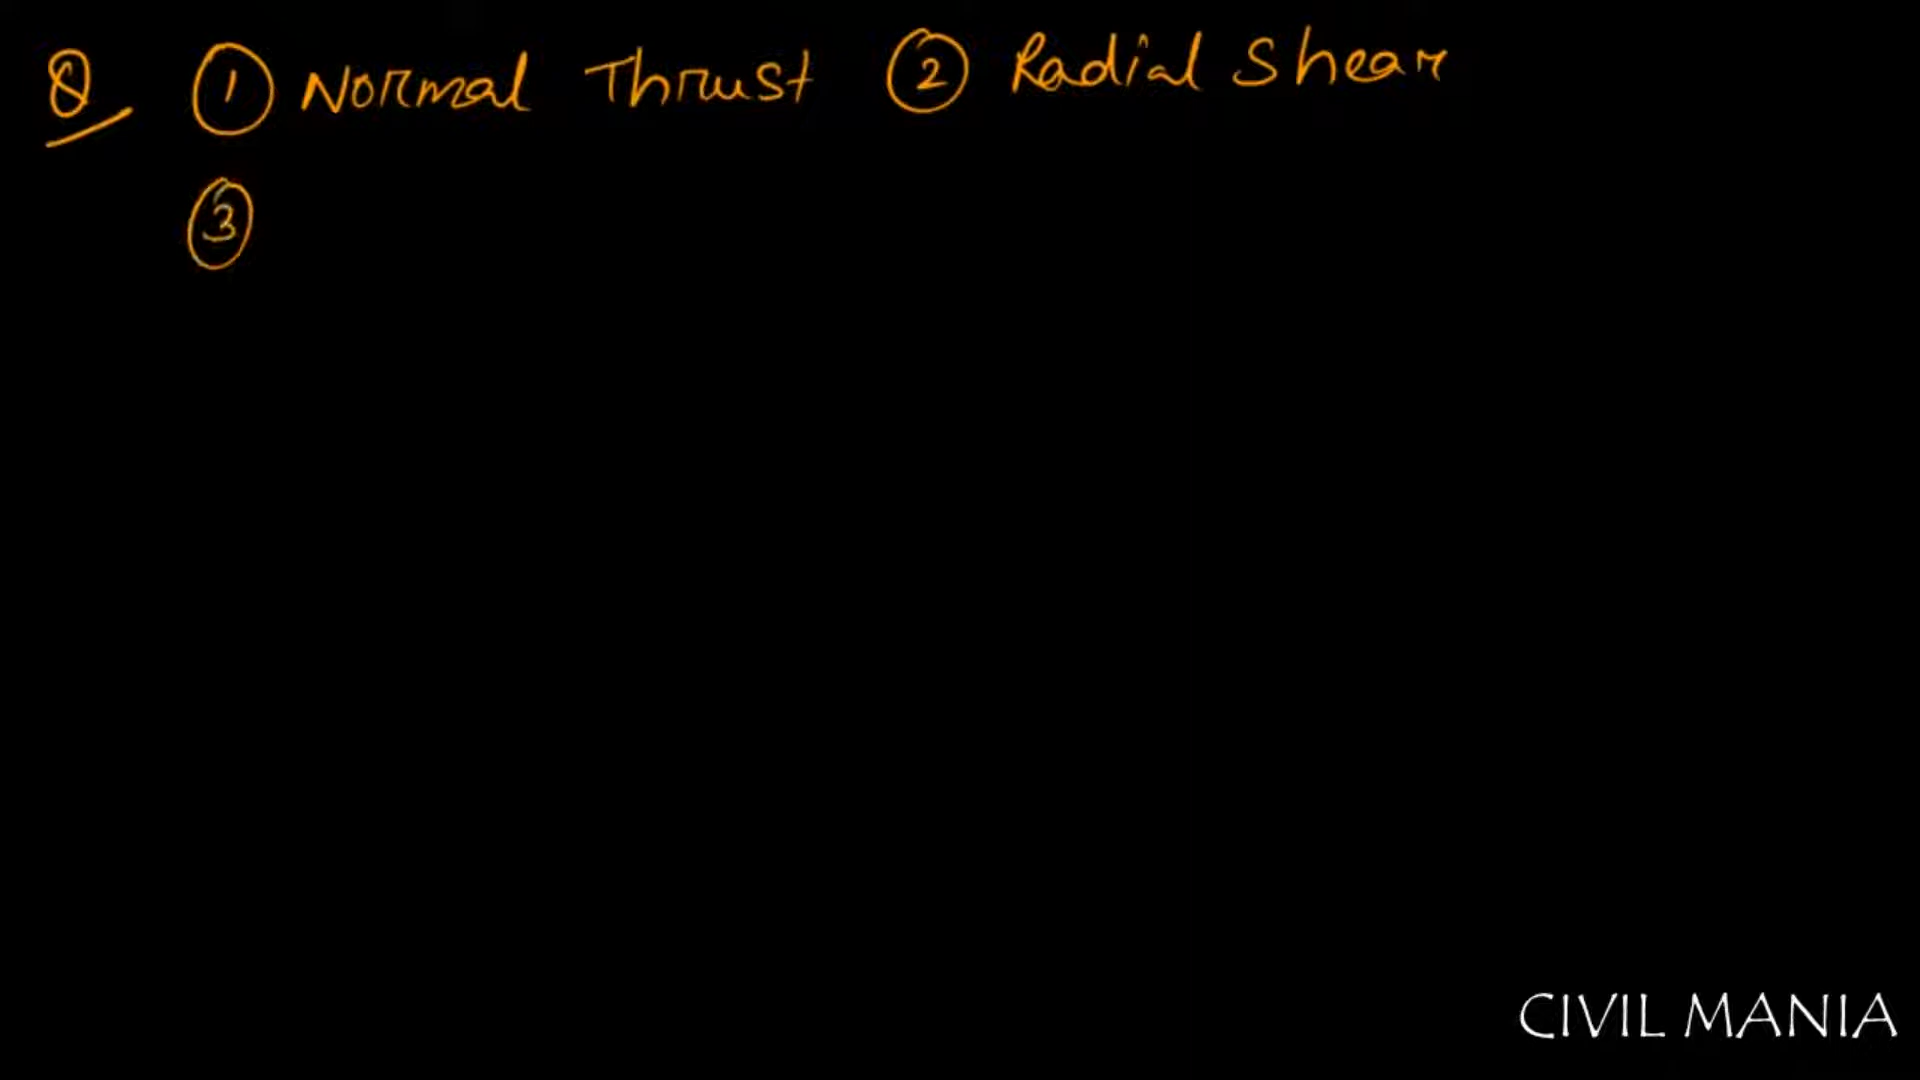 Q ① Normal Thrust ② Radial Shear
③
CIVIL MANIA